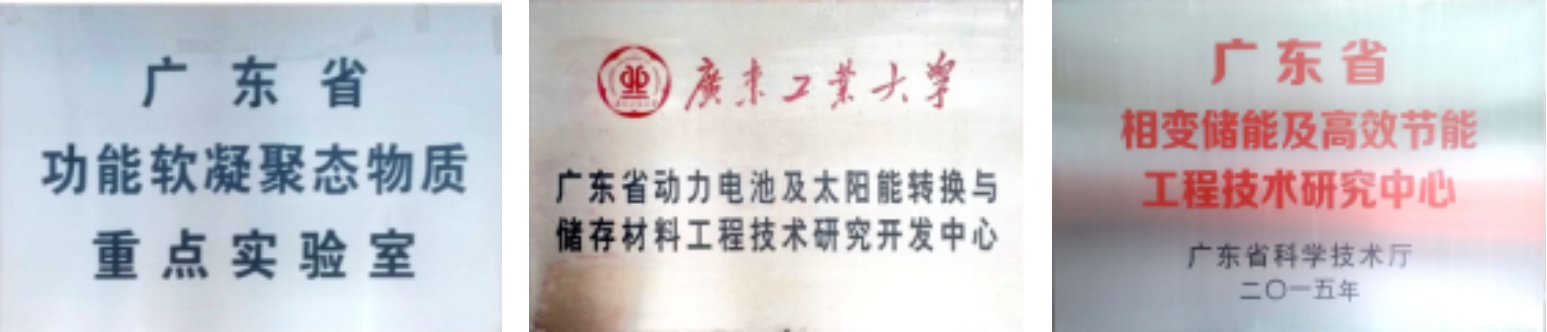 广东省
功能软凝聚态物质
重点实验室
廣東工業大學
广东省动力电池及太阳能转换与
储存材料工程技术研究开发中心
广东省
相变储能及高效节能
工程技术研究中心
广东省科学技术厅
二〇一五年